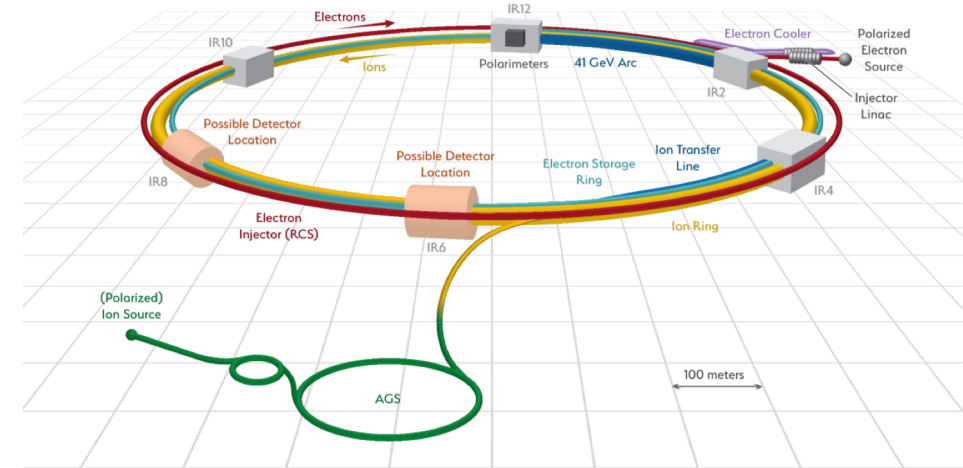 IR12
Electrons
IR10
Ions
Polarimeters
41 GeV Arc
Electron Cooler
Polarized
Electron
Source
IR2
Injector
Linac
Possible Detector
Location
Possible Detector
Location
Electron Storage
Ring
Ion Transfer
Line
IR8
IR4
Electron
Injector (RCS)
IR6
Ion Ring
(Polarized)
Ion Source
100 meters
AGS